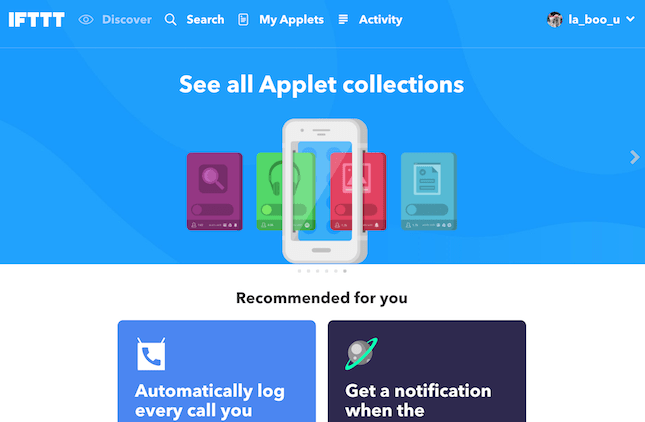 IFTTT Discover Search My Applets Activity la_boo_u
See all Applet collections
Recommended for you
Automatically log
every call you
Get a notification
when the